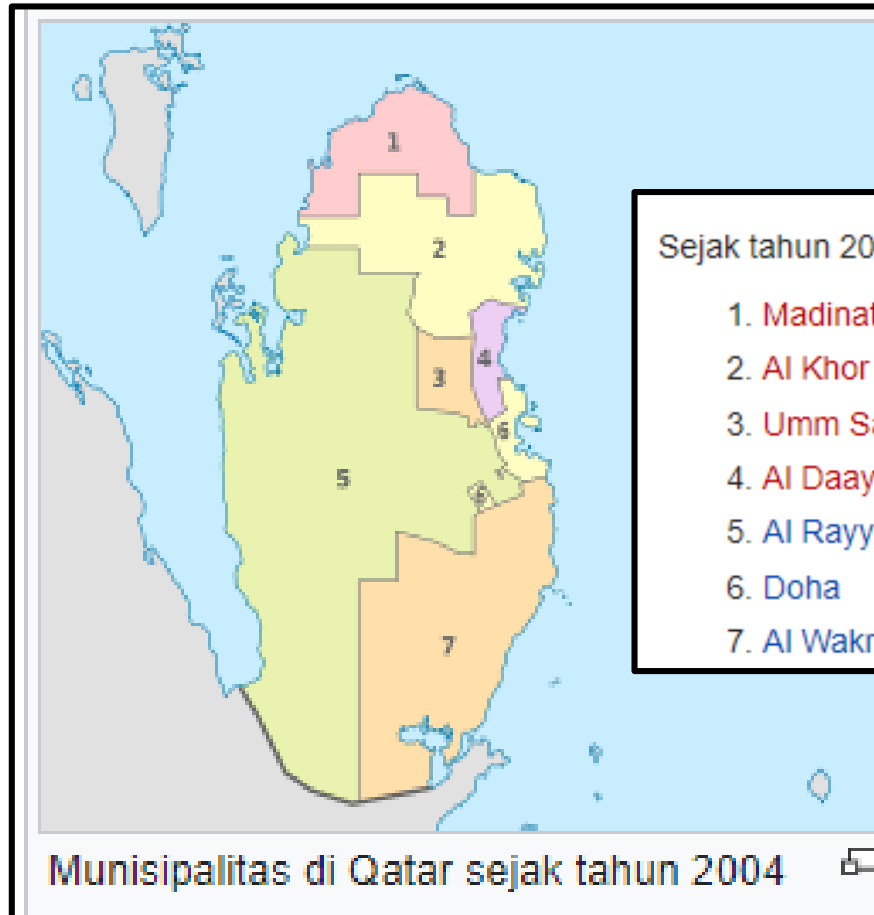 1
2
3
4
5
6
6
7
Sejak tahun 20
1. Madinat
2. Al Khor
3. Umm Sa
4. Al Daay
5. Al Rayy
6. Doha
7. Al Wakr
Munisipalitas di Qatar sejak tahun 2004